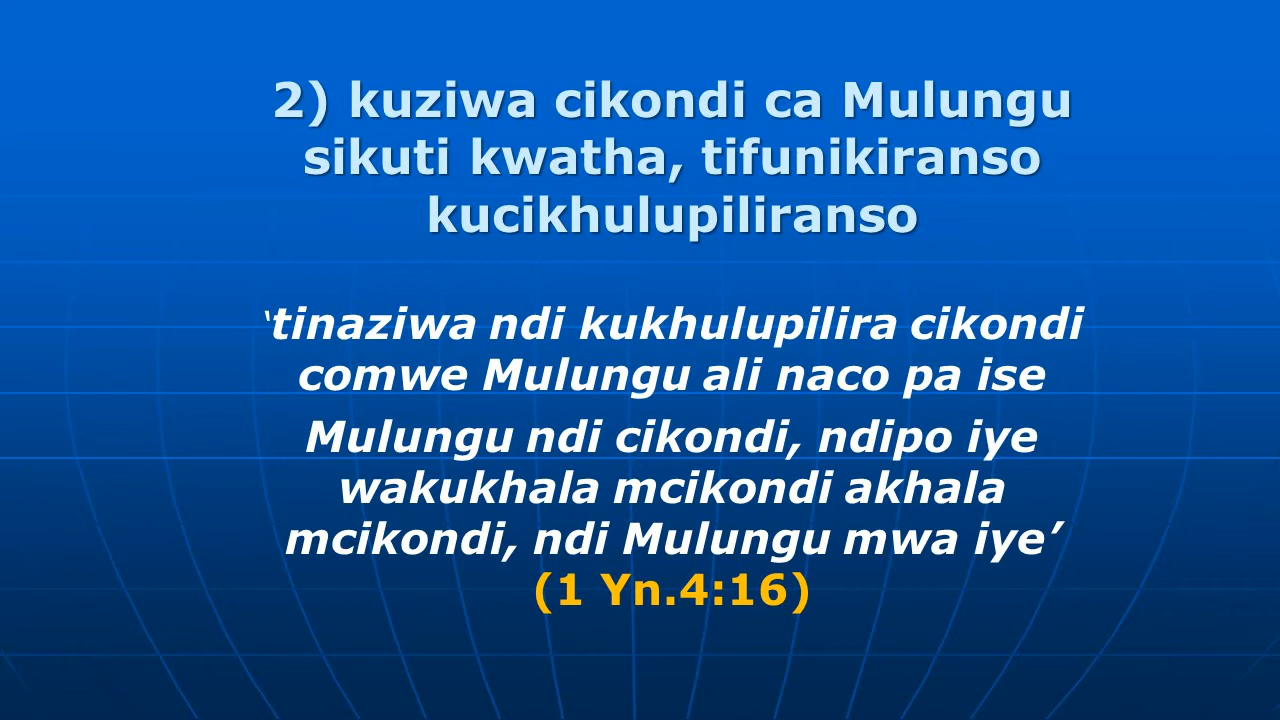 2) kuziwa cikondi ca Mulungu
sikuti kwatha, tifunikiranso
kucikhulupiliranso
‘tinaziwa ndi kukhulupilira cikondi
comwe Mulungu ali naco pa ise
Mulungu ndi cikondi, ndipo iye
wakukhala mcikondi akhala
mcikondi, ndi Mulungu mwa iye’
(1 Yn.4:16)